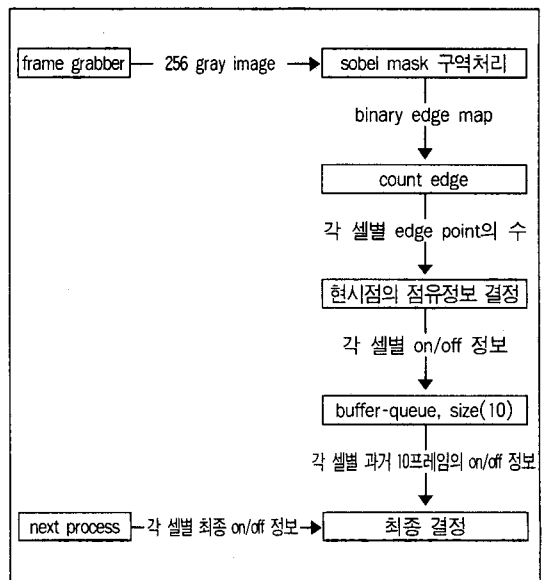 frame grabber 256 gray image sobel mask 구역처리
binary edge map
count edge
각 셀별 edge point의 수
현시점의 점유정보 결정
각 셀별 on/off 정보
buffer-queue, size(10)
각 셀별 과거 10프레임의 on/off 정보
next process 각 셀별 최종 on/off 정보 최종 결정